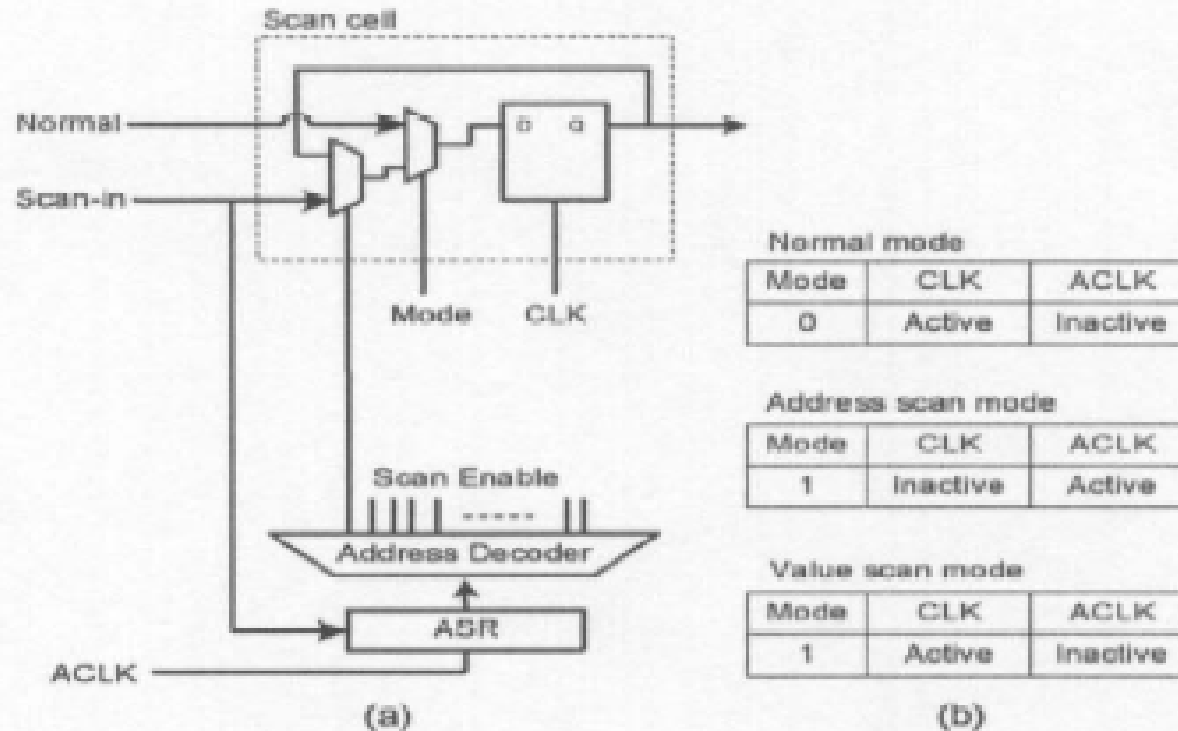 Scan cell
Normal
D Q
Scan-in
Mode CLK
Scan Enable
Address Decoder
ASR
ACLK
(a)
Normal mode
Mode CLK ACLK
0 Active Inactive
Address scan mode
Mode CLK ACLK
1 Inactive Active
Value scan mode
Mode CLK ACLK
1 Active Inactive
(b)